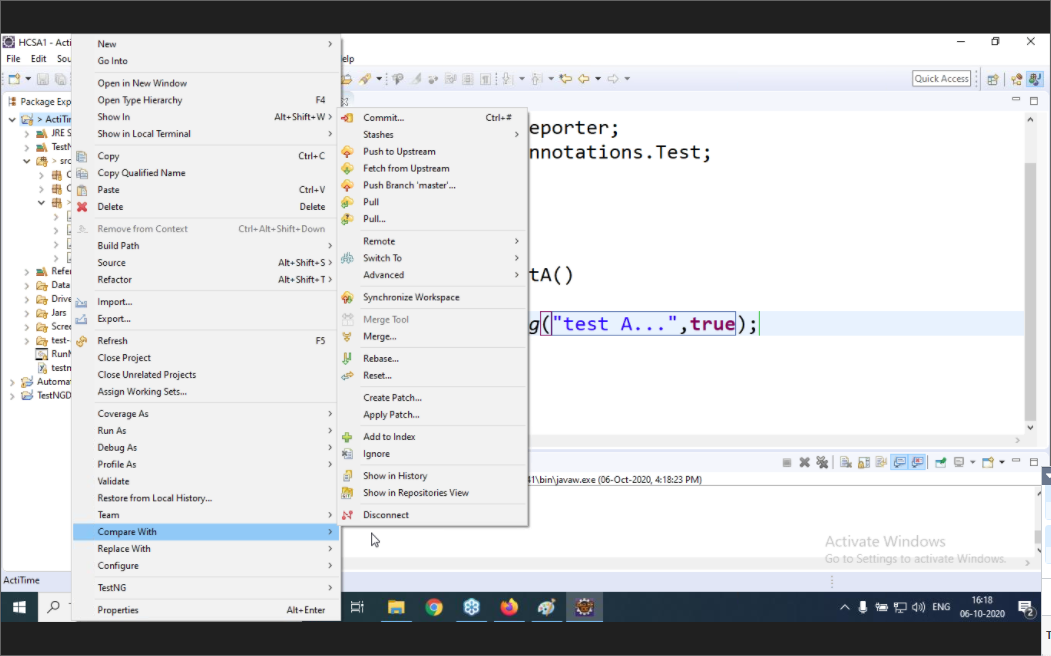 HCSA1 - Acti
File Edit Sou
elp
Quick Access
Package Exp
> ActiTim
JRE S
TestN
> src
Refer
Data
Drive
Jars
Scree
test-
RunM
testn
Automa
TestNGD
New
Go Into
Open in New Window
Open Type Hierarchy F4
Show In Alt+Shift+W >
Show in Local Terminal
Copy Ctrl+C
Copy Qualified Name
Paste Ctrl+V
Delete Delete
Remove from Context Ctrl+Alt+Shift+Down
Build Path
Source Alt+Shift+S >
Refactor Alt+Shift+T >
Import...
Export...
Refresh F5
Close Project
Close Unrelated Projects
Assign Working Sets...
Coverage As
Run As
Debug As
Profile As
Validate
Restore from Local History...
Team
Compare With
Replace With
Configure
TestNG
Properties Alt+Enter
Commit... Ctrl+#
Stashes
Push to Upstream
Fetch from Upstream
Push Branch 'master'...
Pull
Pull...
Remote
Switch To
Advanced
Synchronize Workspace
Merge Tool
Merge...
Rebase...
Reset...
Create Patch...
Apply Patch...
Add to Index
Ignore
Show in History
Show in Repositories View
Disconnect
eporter;
nnotations.Test;
tA()
g("test A...",true);
41\bin\javaw.exe (06-Oct-2020, 4:18:23 PM)
Activate Windows
Go to Settings to activate Windows.
ActiTime
ENG
16:18
06-10-2020
2